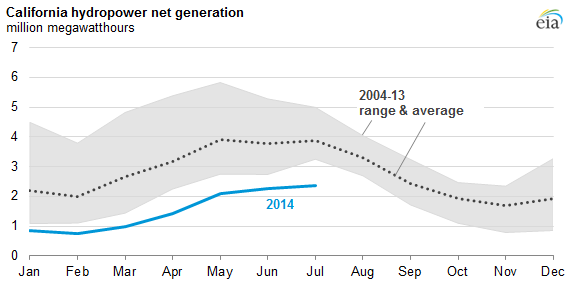 California hydropower net generation
million megawatthours
eia
7
6
5
4
3
2
1
0
2004-13
range & average
2014
Jan Feb Mar Apr May Jun Jul Aug Sep Oct Nov Dec